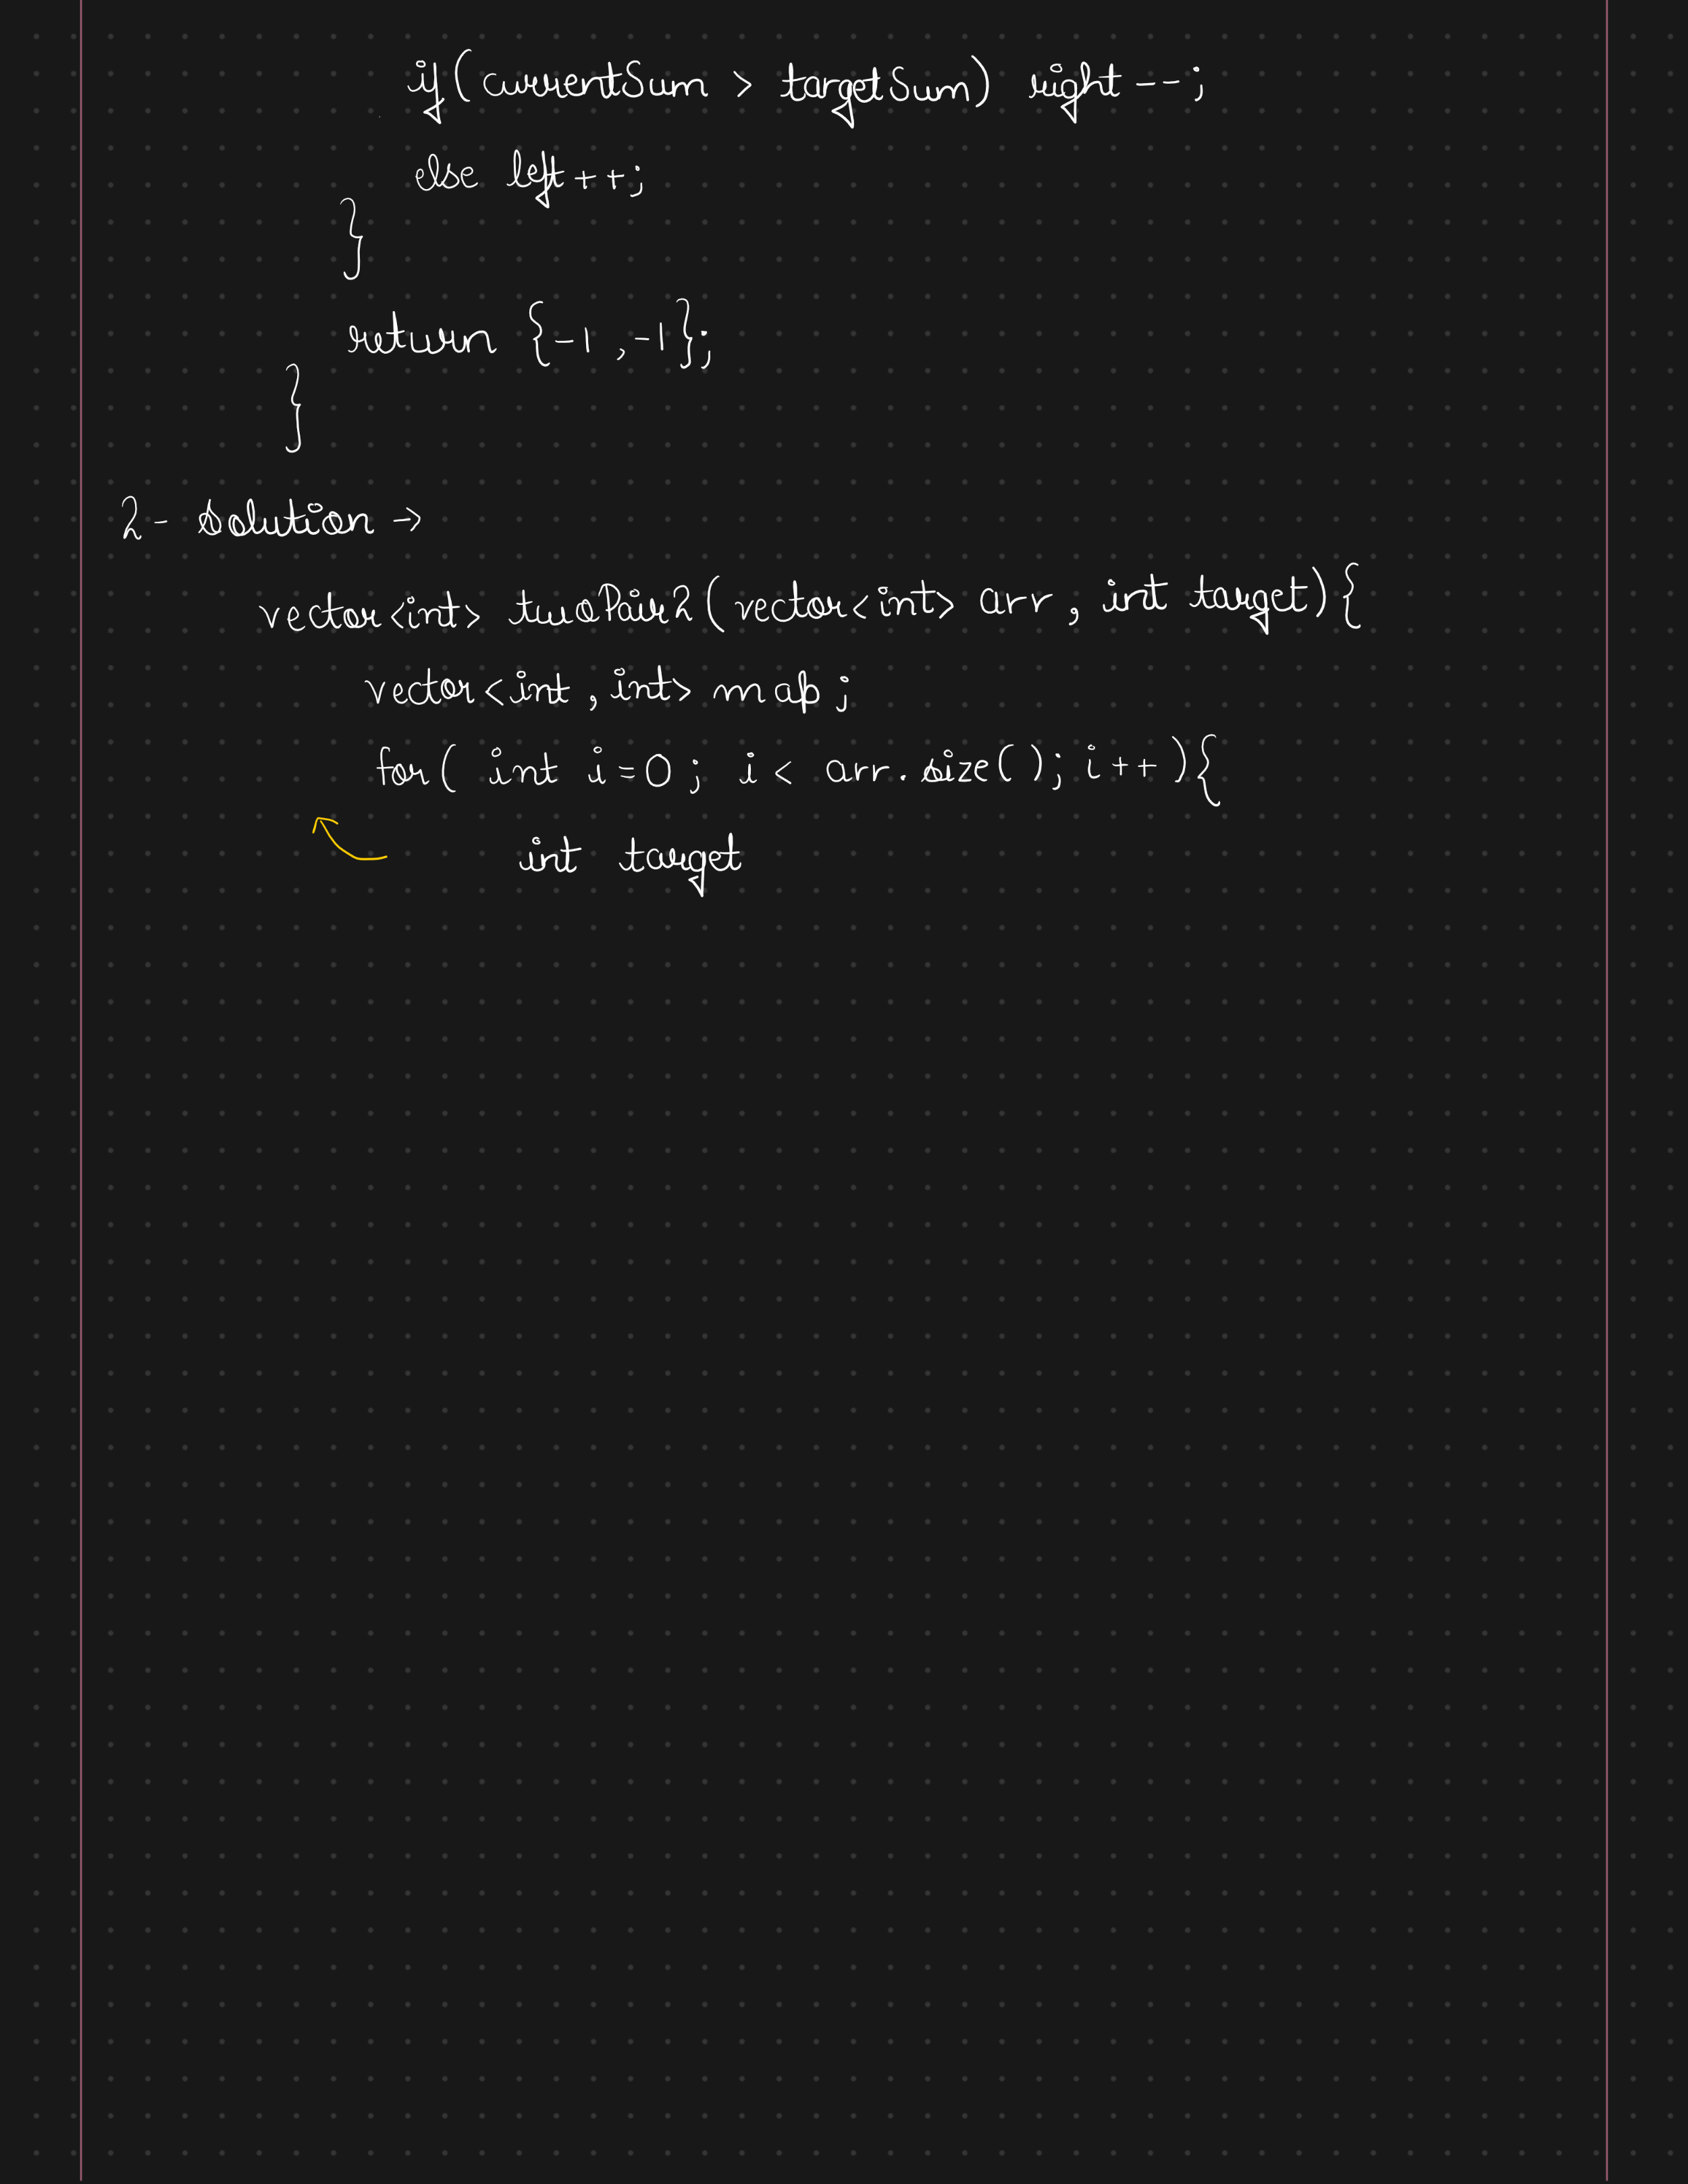 if(currentSum > targetSum) right--;
else left++;
}
return {-1,-1};
}
2- Solution →
vector<int> twoPair2(vector<int> arr, int target){
vector<int,int> map;
for( int i=0; i< arr.size(); i++ ){
int target